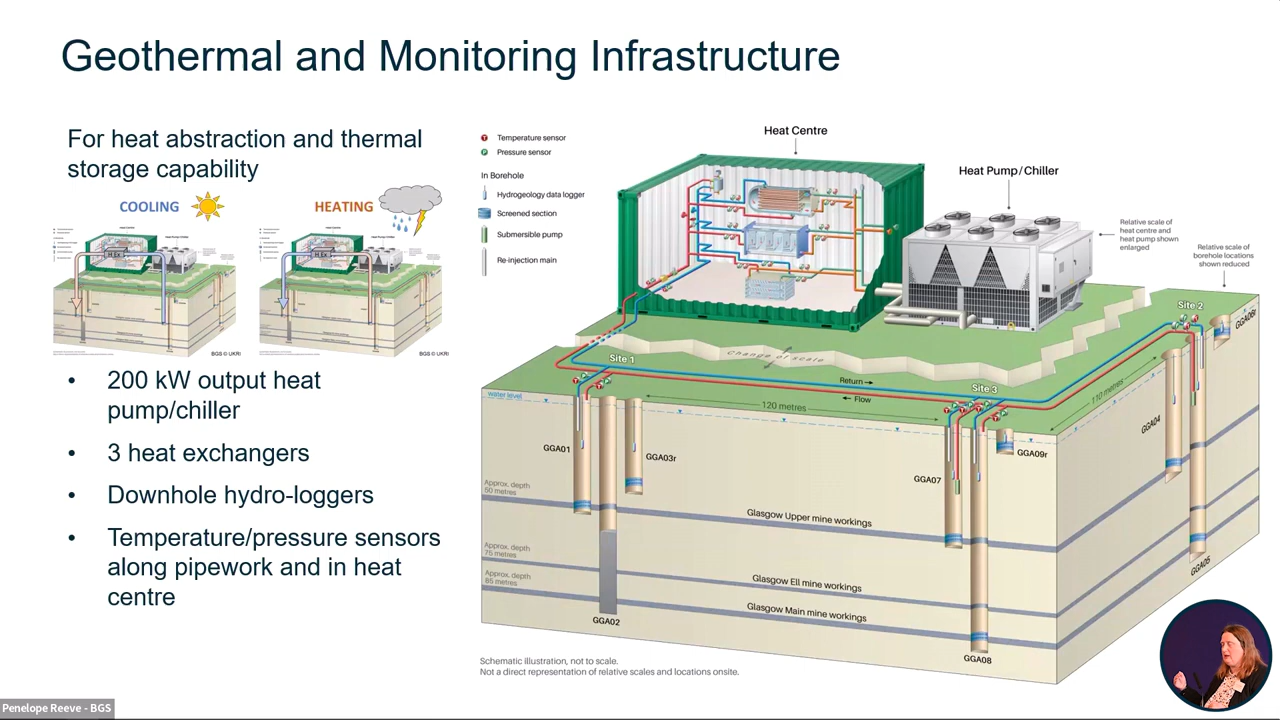 Geothermal and Monitoring Infrastructure
For heat abstraction and thermal
storage capability
COOLING
HEATING
BGS © UKRI
BGS © UKRI
• 200 kW output heat
pump/chiller
• 3 heat exchangers
• Downhole hydro-loggers
• Temperature/pressure sensors
along pipework and in heat
centre
T Temperature sensor
P Pressure sensor
In Borehole
Hydrogeology data logger
Screened section
Submersible pump
Re-injection main
Heat Centre
Heat Pump/Chiller
Relative scale of
heat centre and
heat pump shown
enlarged
Relative scale of
borehole locations
shown reduced
Change of scale
Site 1
Site 2
Site 3
Return →
← Flow
120 metres
110 metres
water level
GGA01
GGA02
GGA03r
GGA07
GGA08
GGA09r
GGA04
GGA05
GGA06r
Approx. depth
50 metres
Glasgow Upper mine workings
Approx. depth
75 metres
Glasgow Ell mine workings
Approx. depth
85 metres
Glasgow Main mine workings
Schematic illustration, not to scale.
Not a direct representation of relative scales and locations onsite.
Penelope Reeve - BGS